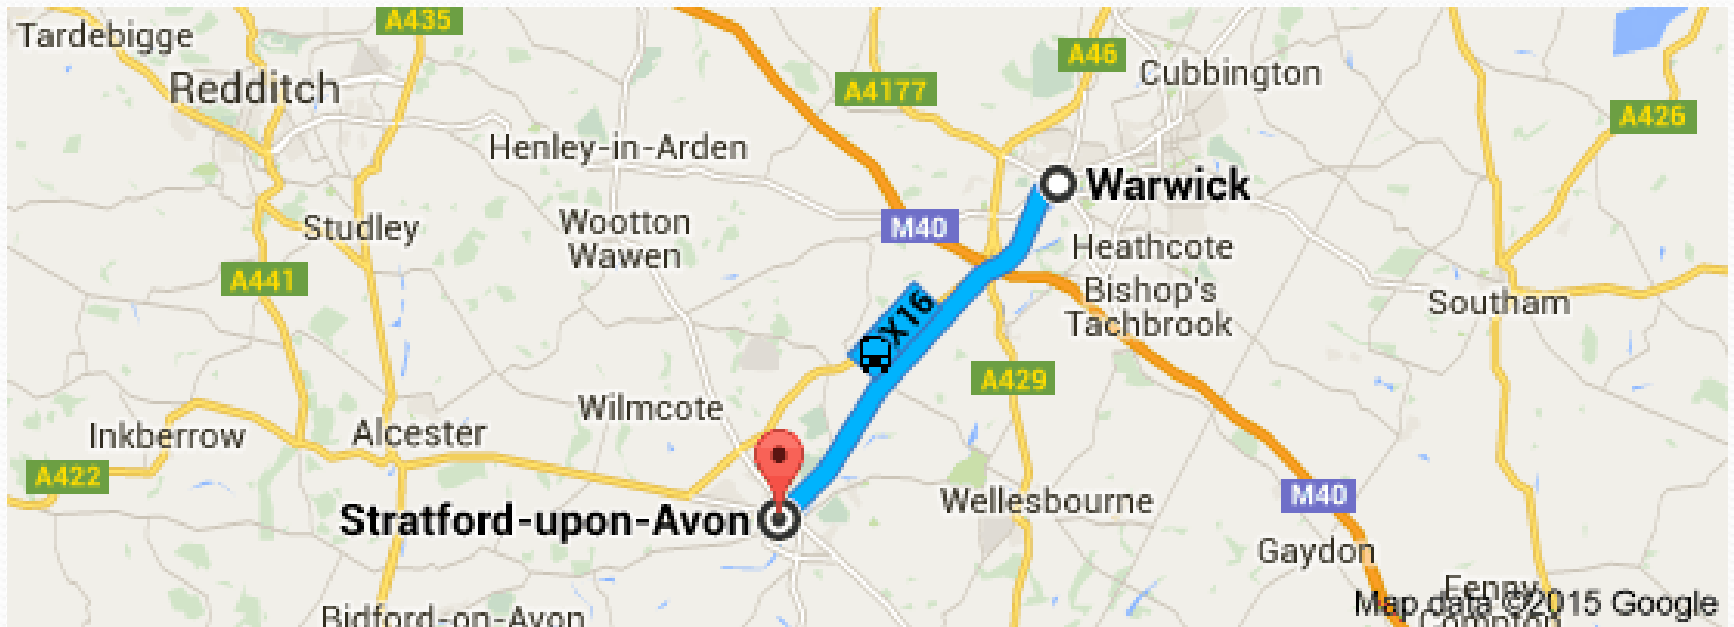 A435
Tardebigge
A46
Cubbington
Redditch
A4177
A426
Henley-in-Arden
Warwick
Studley
Wootton
Wawen
M40
Heathcote
A441
Bishop's
Tachbrook
Southam
X16
A429
Wilmcote
Inkberrow
Alcester
A422
Wellesbourne
M40
Stratford-upon-Avon
Gaydon
Fenny
Compton
Map data ©2015 Google
Bidford-on-Avon